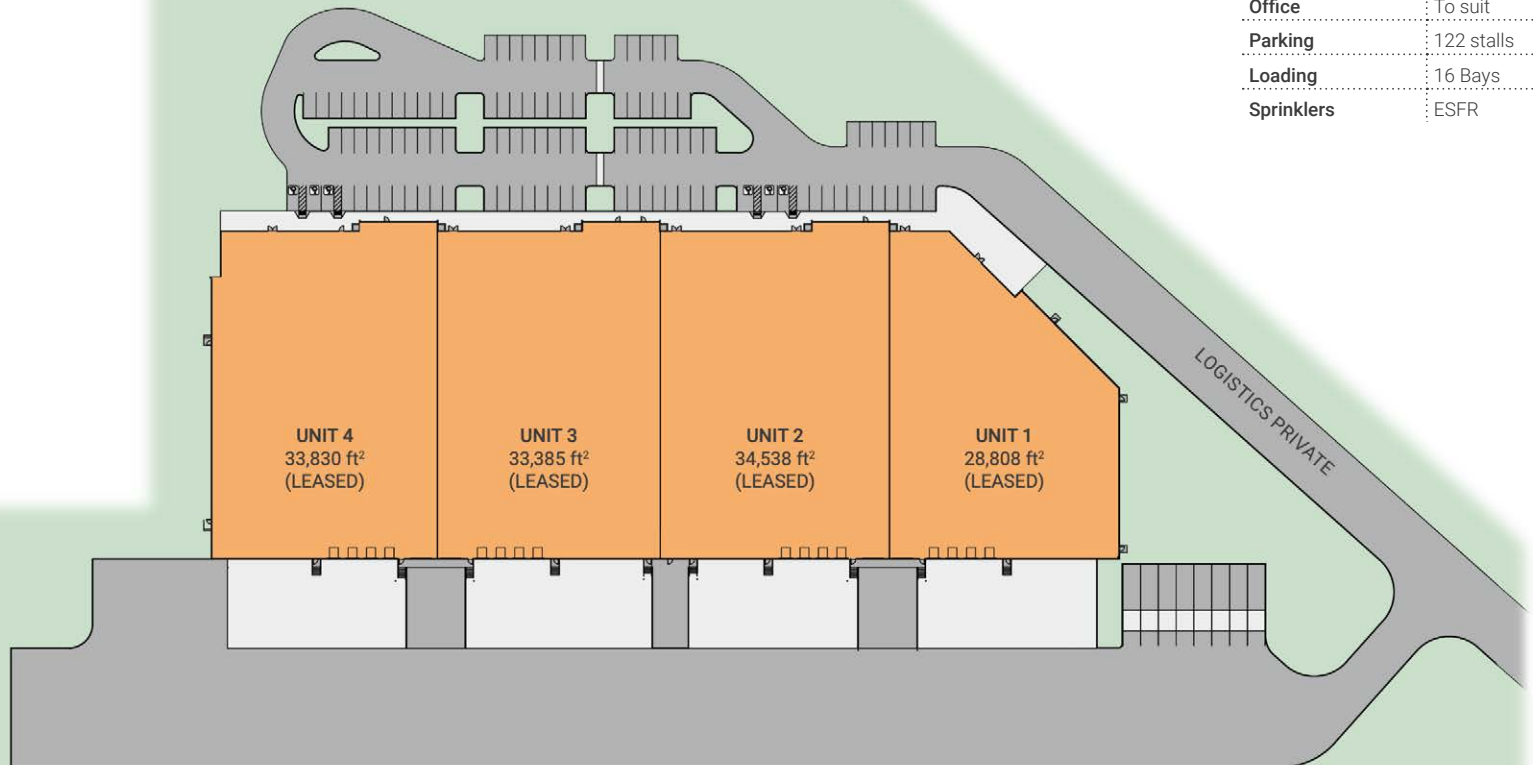 Office To suit
Parking 122 stalls
Loading 16 Bays
Sprinklers ESFR
LOGISTICS PRIVATE
UNIT 4
33,830 ft²
(LEASED)
UNIT 3
33,385 ft²
(LEASED)
UNIT 2
34,538 ft²
(LEASED)
UNIT 1
28,808 ft²
(LEASED)